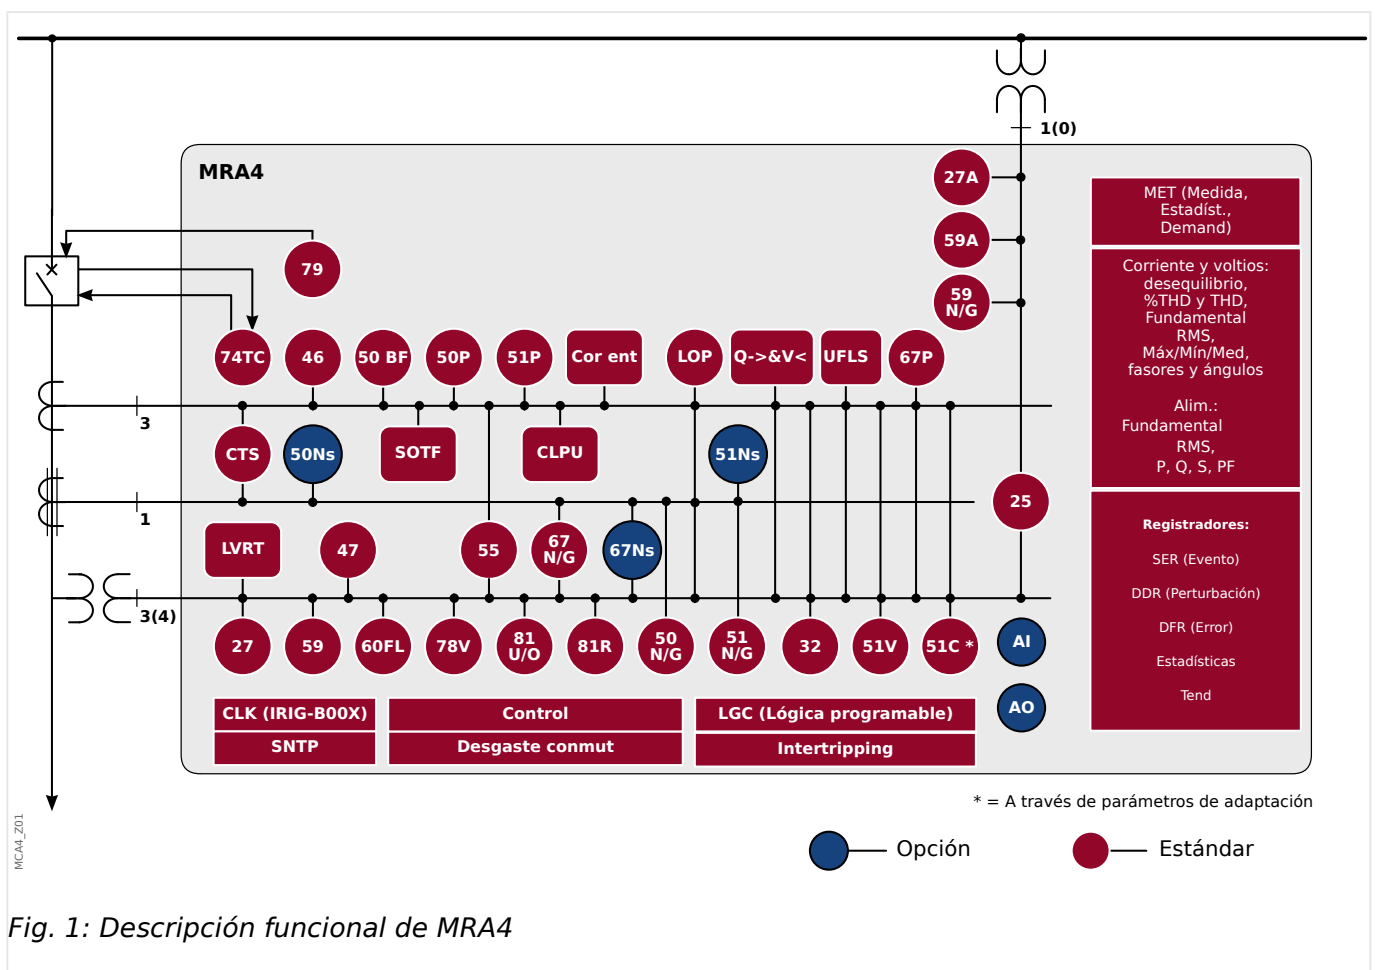 1(0)
MRA4
27A
59A
59
N/G
79
74TC
46
50 BF
50P
51P
Cor ent
LOP
Q->&V<
UFLS
67P
3
CTS
50Ns
SOTF
CLPU
51Ns
1
25
LVRT
47
55
67
N/G
67Ns
3(4)
27
59
60FL
78V
81
U/O
81R
50
N/G
51
N/G
32
51V
51C *
AI
AO
MET (Medida,
Estadíst.,
Demand)
Corriente y voltios:
desequilibrio,
%THD y THD,
Fundamental
RMS,
Máx/Mín/Med,
fasores y ángulos
Alim.:
Fundamental
RMS,
P, Q, S, PF
Registradores:
SER (Evento)
DDR (Perturbación)
DFR (Error)
Estadísticas
Tend
CLK (IRIG-B00X)
Control
LGC (Lógica programable)
SNTP
Desgaste conmut
Intertripping
* = A través de parámetros de adaptación
MCA4_Z01
Opción
Estándar
Fig. 1: Descripción funcional de MRA4